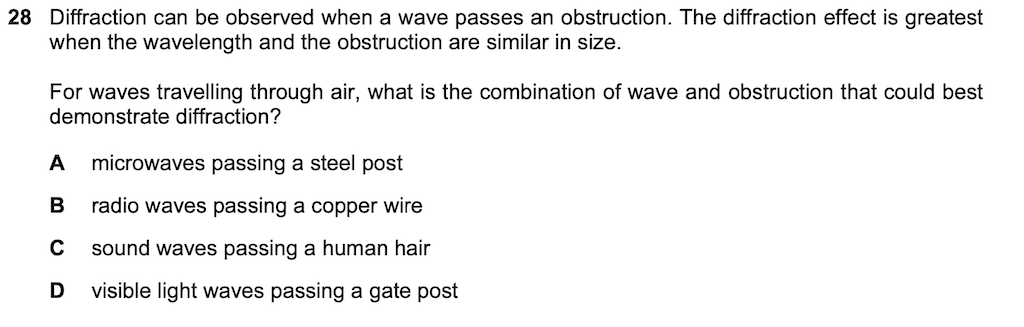 28 Diffraction can be observed when a wave passes an obstruction. The diffraction effect is greatest
when the wavelength and the obstruction are similar in size.
For waves travelling through air, what is the combination of wave and obstruction that could best
demonstrate diffraction?
A microwaves passing a steel post
B radio waves passing a copper wire
C sound waves passing a human hair
D visible light waves passing a gate post